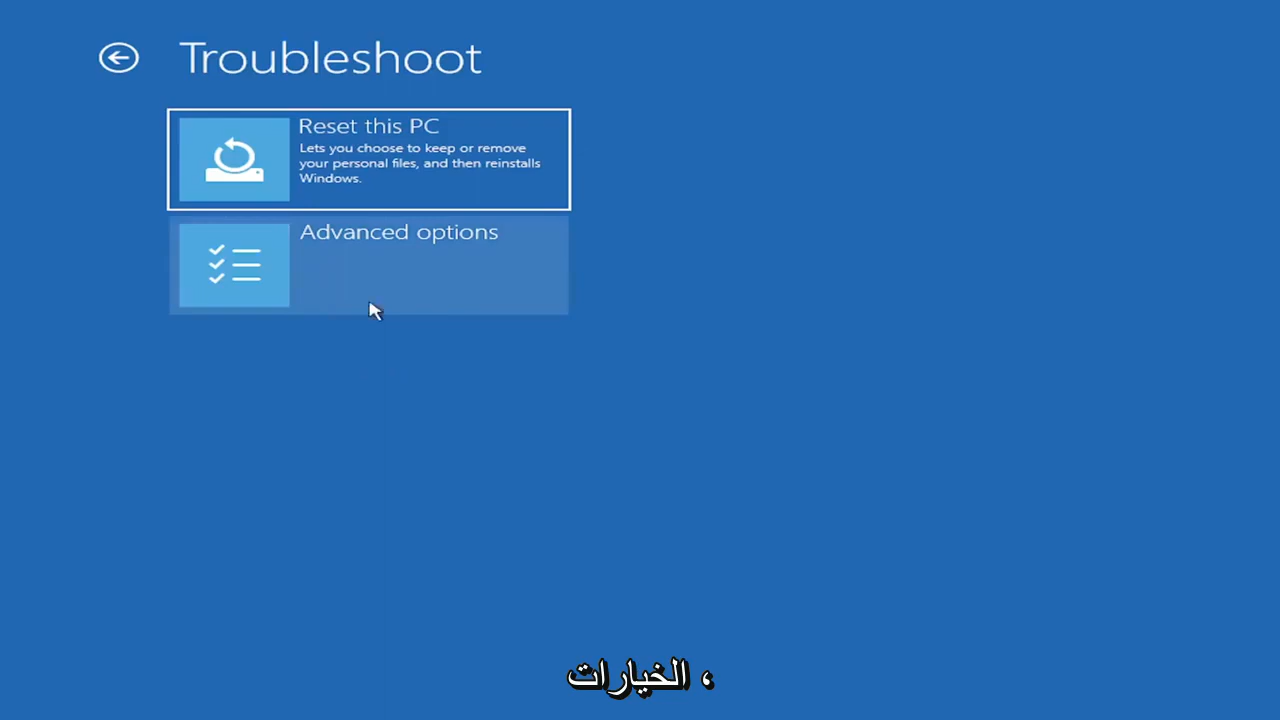 Troubleshoot
Reset this PC
Lets you choose to keep or remove
your personal files, and then reinstalls
Windows.
Advanced options
، الخيارات